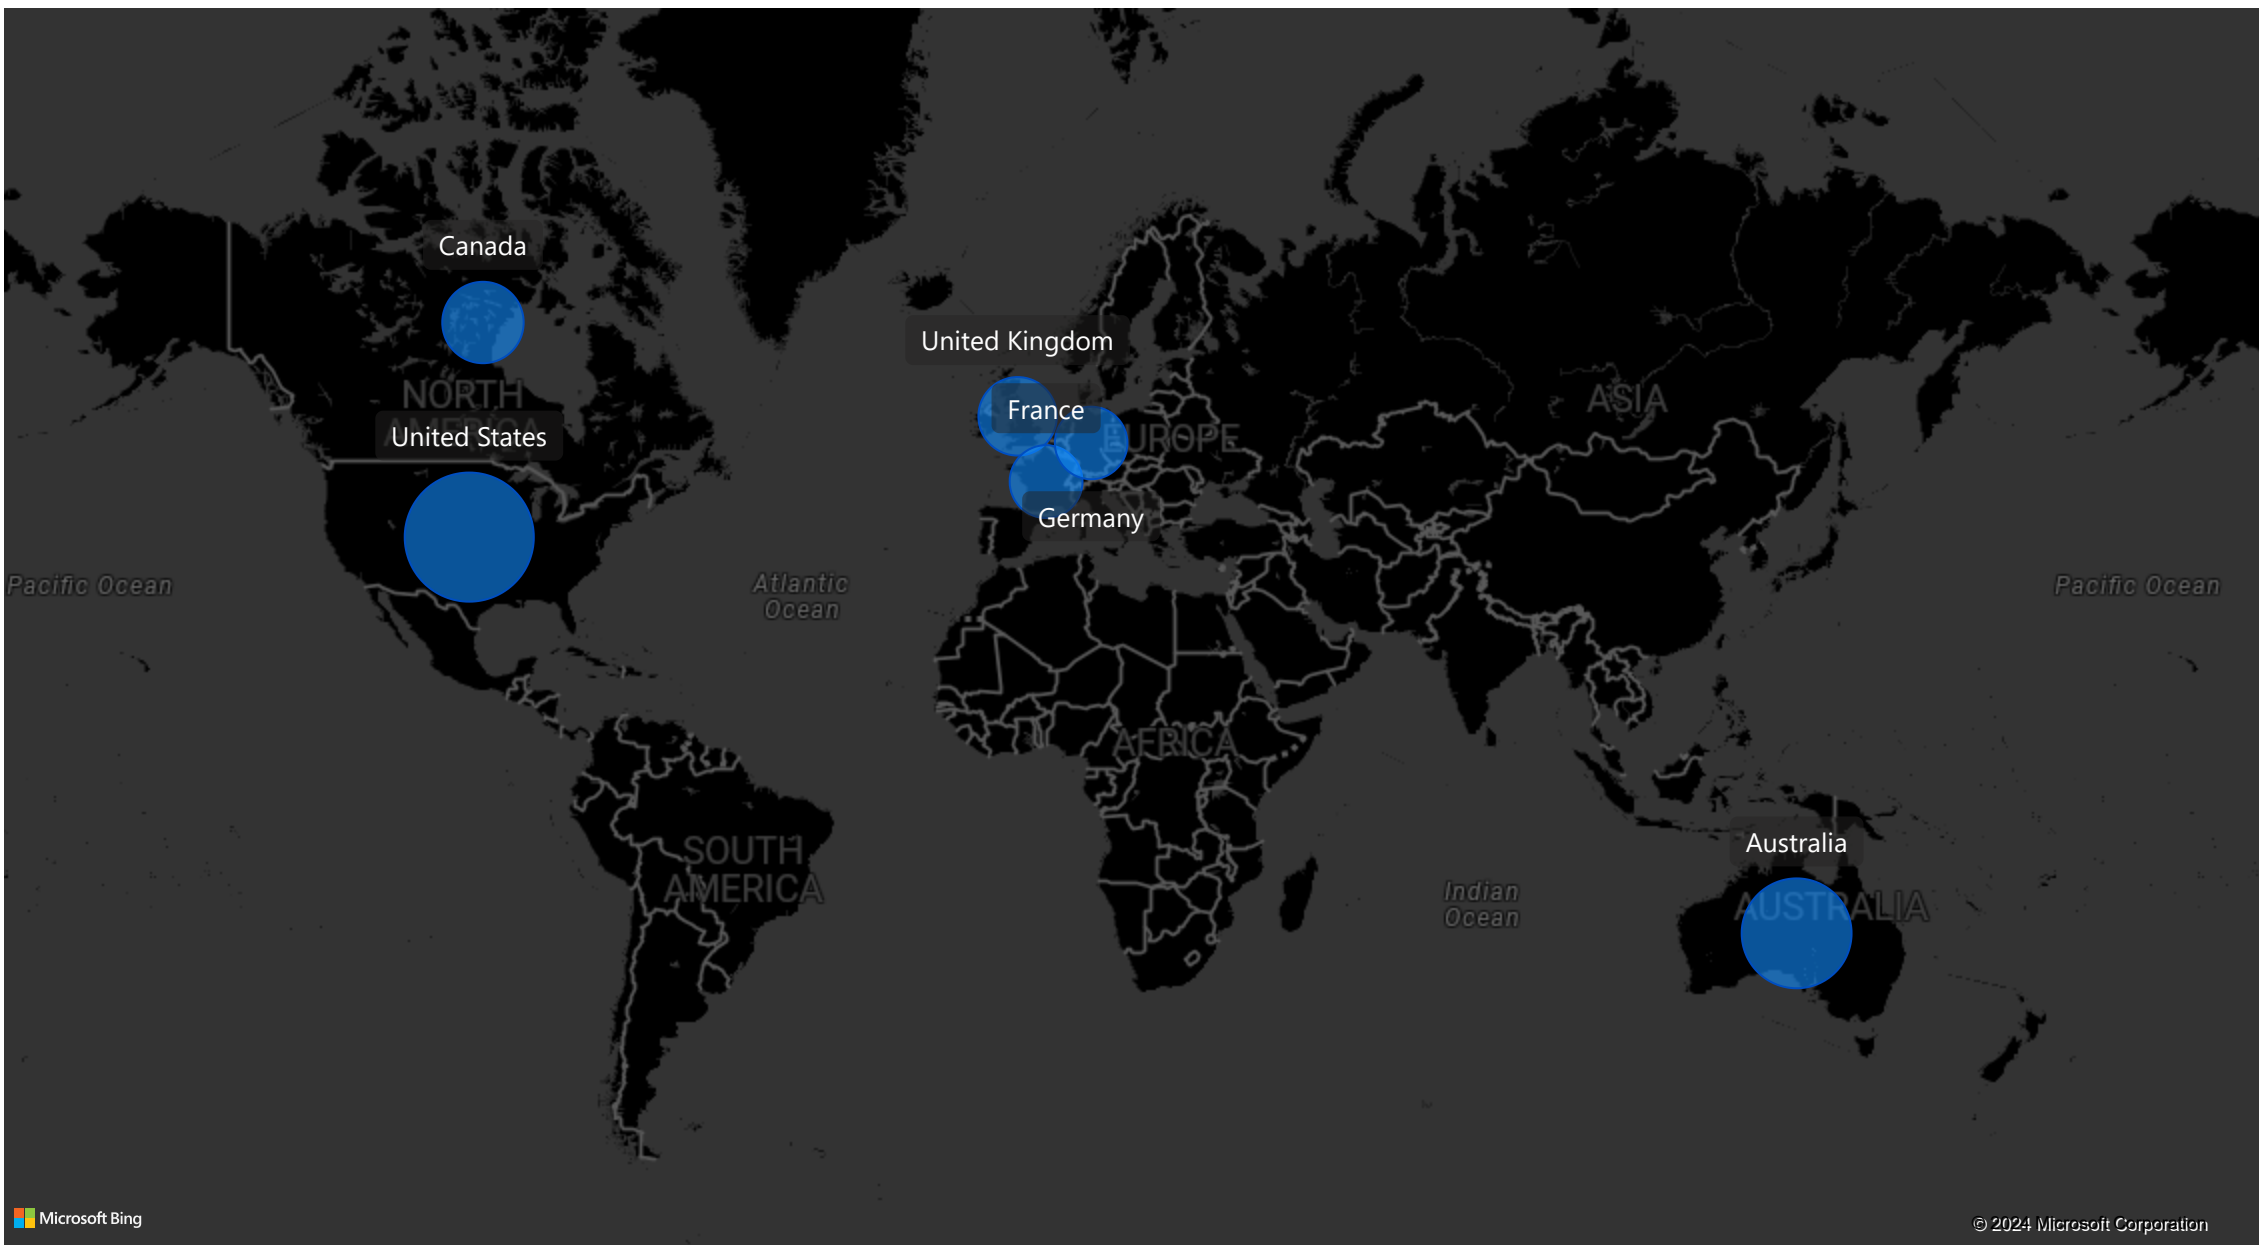 Canada
United Kingdom
NORTH
AMERICA
United States
France
ASIA
EUROPE
Germany
Pacific Ocean
Atlantic
Ocean
Pacific Ocean
AFRICA
SOUTH
AMERICA
Indian
Ocean
Australia
AUSTRALIA
Microsoft Bing
© 2024 Microsoft Corporation